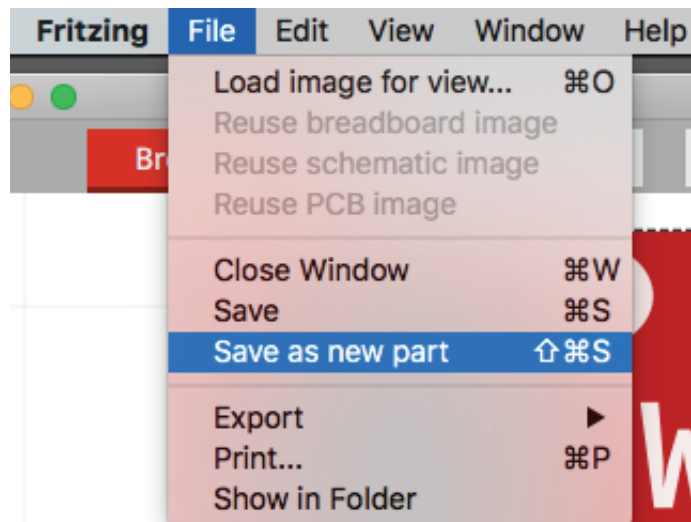 Fritzing File Edit View Window Help
Load image for view... ⌘O
Br
Reuse breadboard image
Reuse schematic image
Reuse PCB image
Close Window ⌘W
Save ⌘S
Save as new part ⇧⌘S
Export ▶
Print... ⌘P
Show in Folder
W